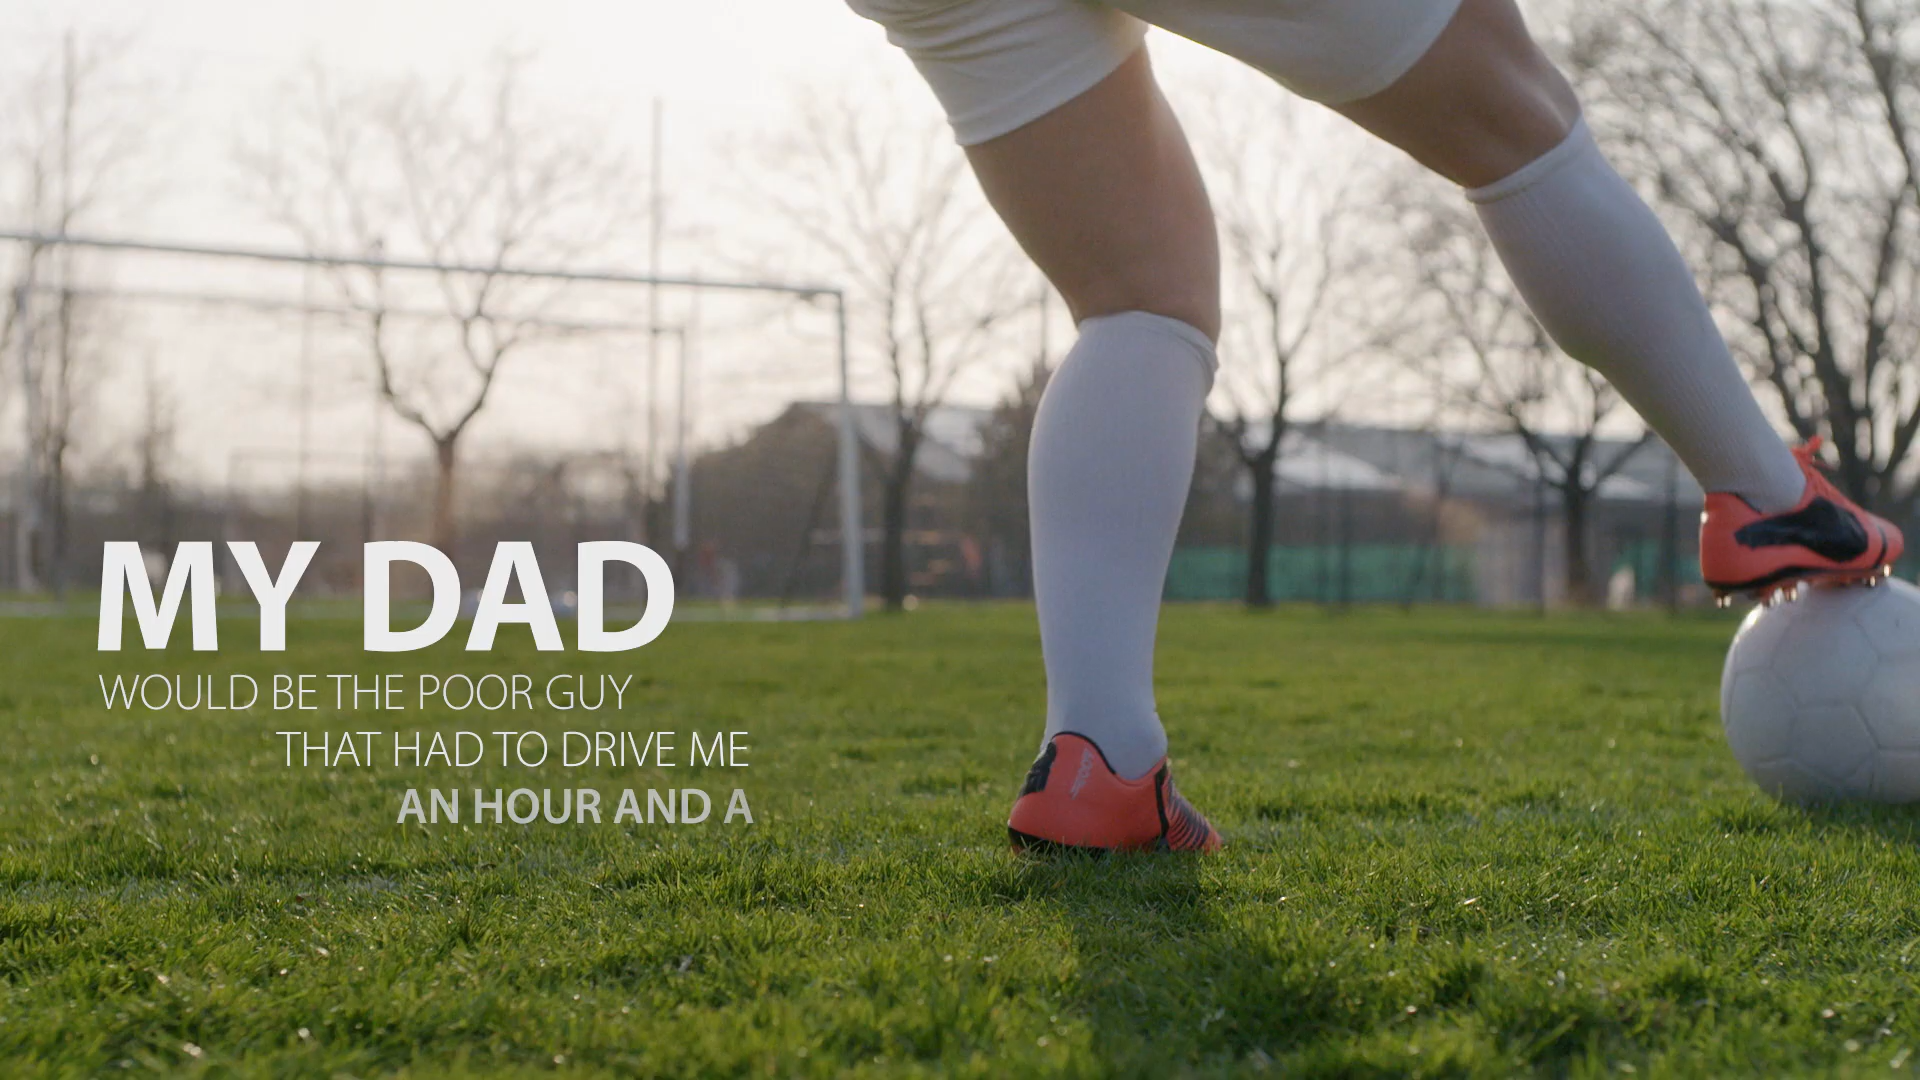 MY DAD
WOULD BE THE POOR GUY
THAT HAD TO DRIVE ME
AN HOUR AND A